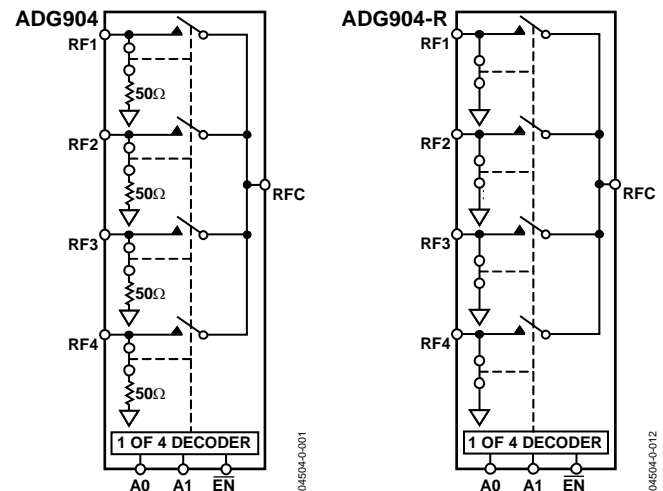 ADG904
RF1
50Ω
RF2
50Ω
RFC
RF3
50Ω
RF4
50Ω
1 OF 4 DECODER
A0 A1 EN
04504-0-001
ADG904-R
RF1
RF2
RFC
RF3
RF4
1 OF 4 DECODER
A0 A1 EN
04504-0-012